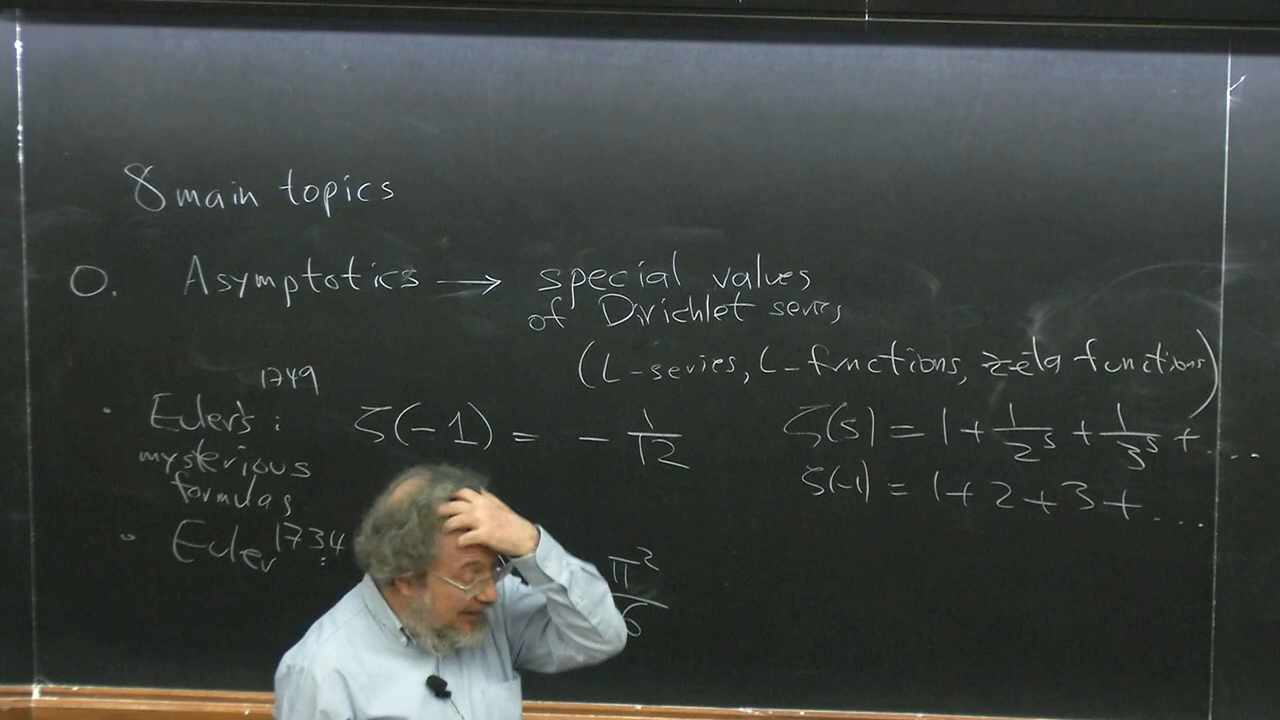 8 main topics
0. Asymptotics → special values
of Dirichlet series
(L-series, L-functions, zeta functions)
1749
• Euler's: ζ(-1) = - 1/12 ζ(s) = 1 + 1/2^s + 1/3^s + ....
mysterious
formulas ζ(-1) = 1 + 2 + 3 + ....
• Euler 1734: π²/6